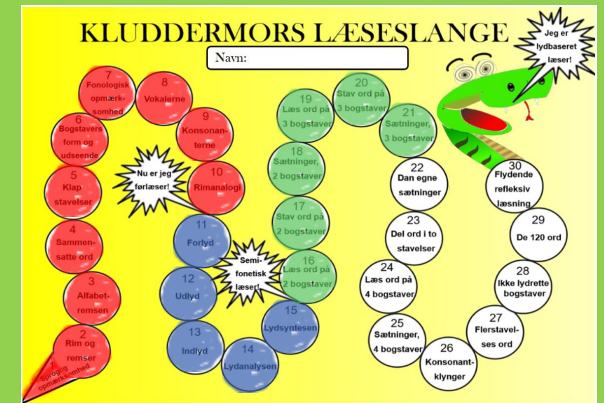 KLUDDERMORS LÆSESLANGE
Navn:
Jeg er
lydbaseret
læser!
1
Sproglig
opmærksomhed
2
Rim og
remser
3
Alfabet-
remsen
4
Sammen-
satte ord
5
Klap
stavelser
6
Bogstavers
form og
udseende
7
Fonologisk
opmærk-
somhed
8
Vokalerne
9
Konsonan-
terne
10
Rimanalogi
Nu er jeg
førlæser!
11
Forlyd
12
Udlyd
13
Indlyd
14
Lydanalysen
15
Lydsyntesen
Semi-
fonetisk
læser!
16
Læs ord på
2 bogstaver
17
Stav ord på
2 bogstaver
18
Sætninger,
2 bogstaver
19
Læs ord på
3 bogstaver
20
Stav ord på
3 bogstaver
21
Sætninger,
3 bogstaver
22
Dan egne
sætninger
23
Del ord i to
stavelser
24
Læs ord på
4 bogstaver
25
Sætninger,
4 bogstaver
26
Konsonant-
klynger
27
Flerstavel-
ses ord
28
Ikke lydrette
bogstaver
29
De 120 ord
30
Flydende
refleksiv
læsning